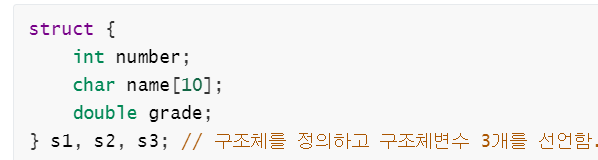 struct {
    int number;
    char name[10];
    double grade;
} s1, s2, s3; // 구조체를 정의하고 구조체변수 3개를 선언함.